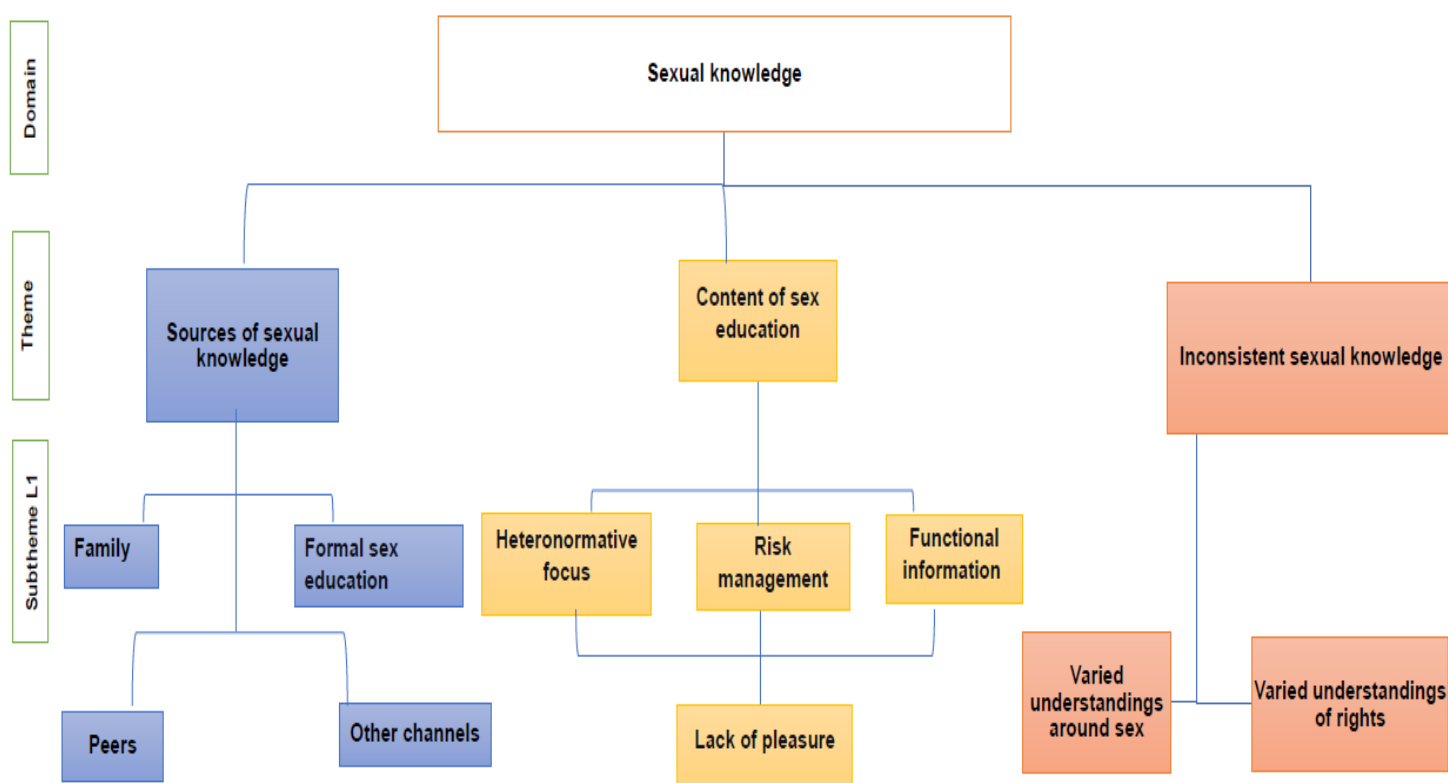 Domain
Sexual knowledge
Theme
Sources of sexual
knowledge
Content of sex
education
Inconsistent sexual knowledge
Subtheme L1
Family
Formal sex
education
Heteronormative
focus
Risk
management
Functional
information
Peers
Other channels
Lack of pleasure
Varied
understandings
around sex
Varied understandings
of rights